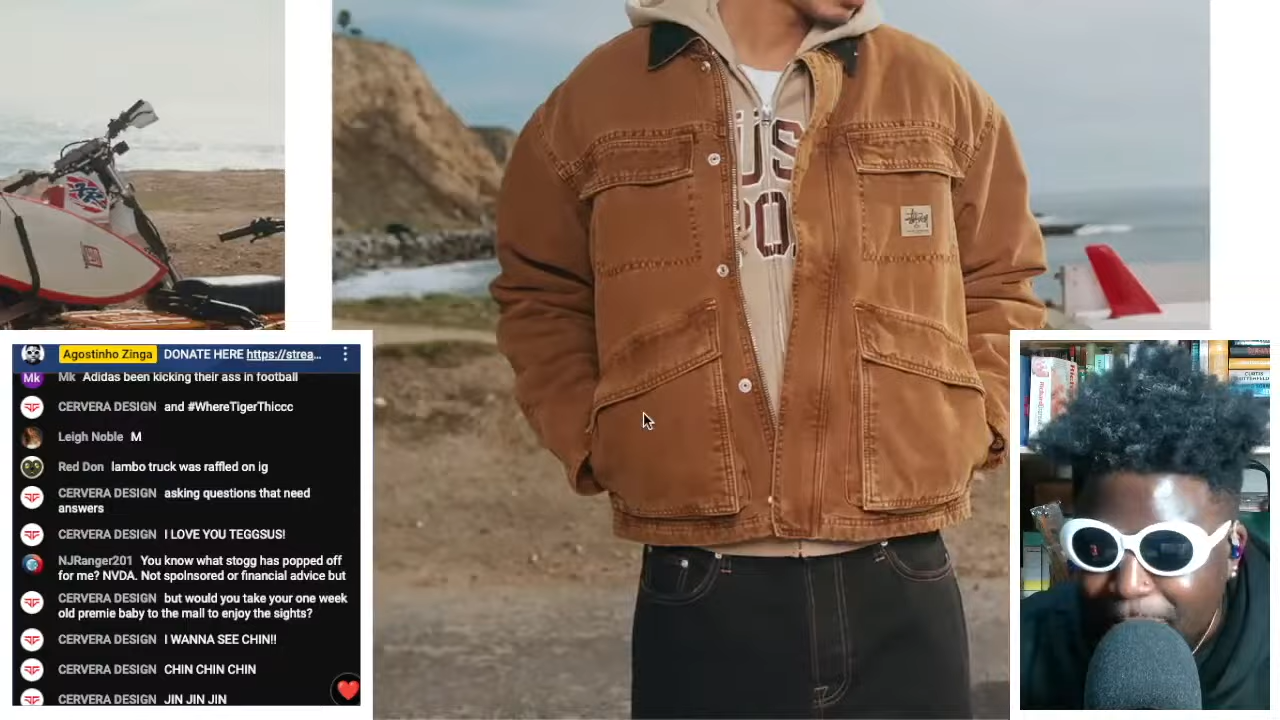 ÜS
PO
Stüssy
Agostinho Zinga DONATE HERE https://strea...
Mk Mk Adidas been kicking their ass in football
CERVERA DESIGN and #WhereTigerThiccc
Leigh Noble M
Red Don lambo truck was raffled on ig
CERVERA DESIGN asking questions that need
answers
CERVERA DESIGN I LOVE YOU TEGGSUS!
NJRanger201 You know what stogg has popped off
for me? NVDA. Not spolnsored or financial advice but
CERVERA DESIGN but would you take your one week
old premie baby to the mall to enjoy the sights?
CERVERA DESIGN I WANNA SEE CHIN!!
CERVERA DESIGN CHIN CHIN CHIN
CERVERA DESIGN JIN JIN JIN